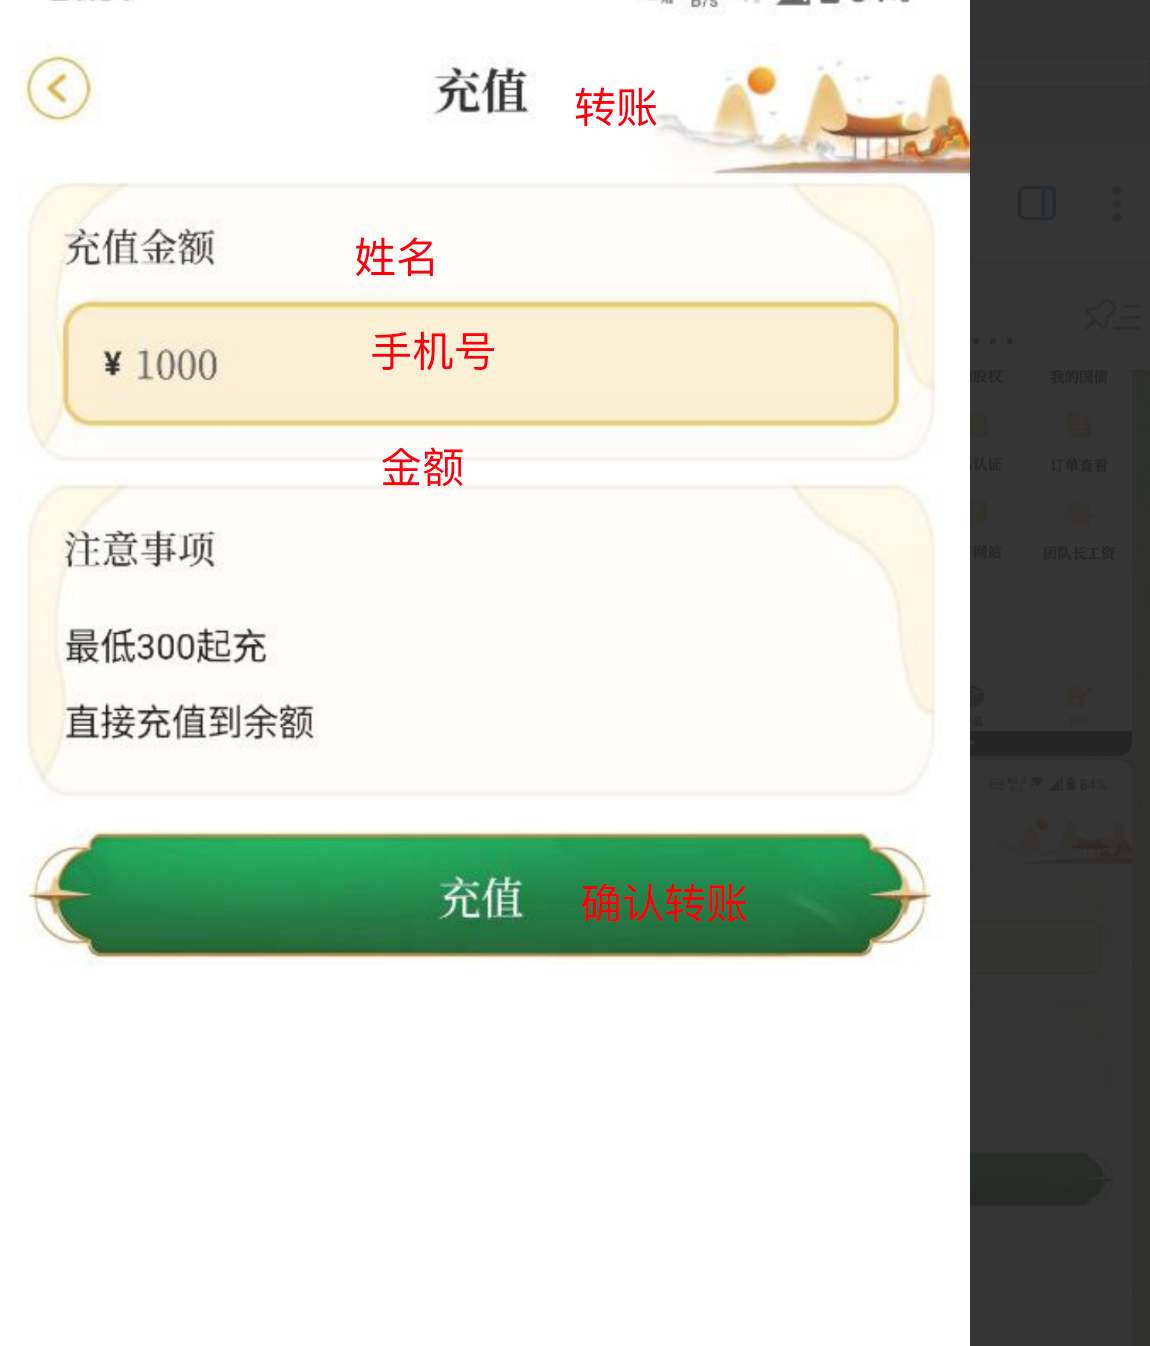 充值
转账
充值金额
姓名
¥ 1000
手机号
金额
注意事项
最低300起充
直接充值到余额
充值
确认转账
股权
我的国债
认证
订单查看
网站
团队长工资
84%